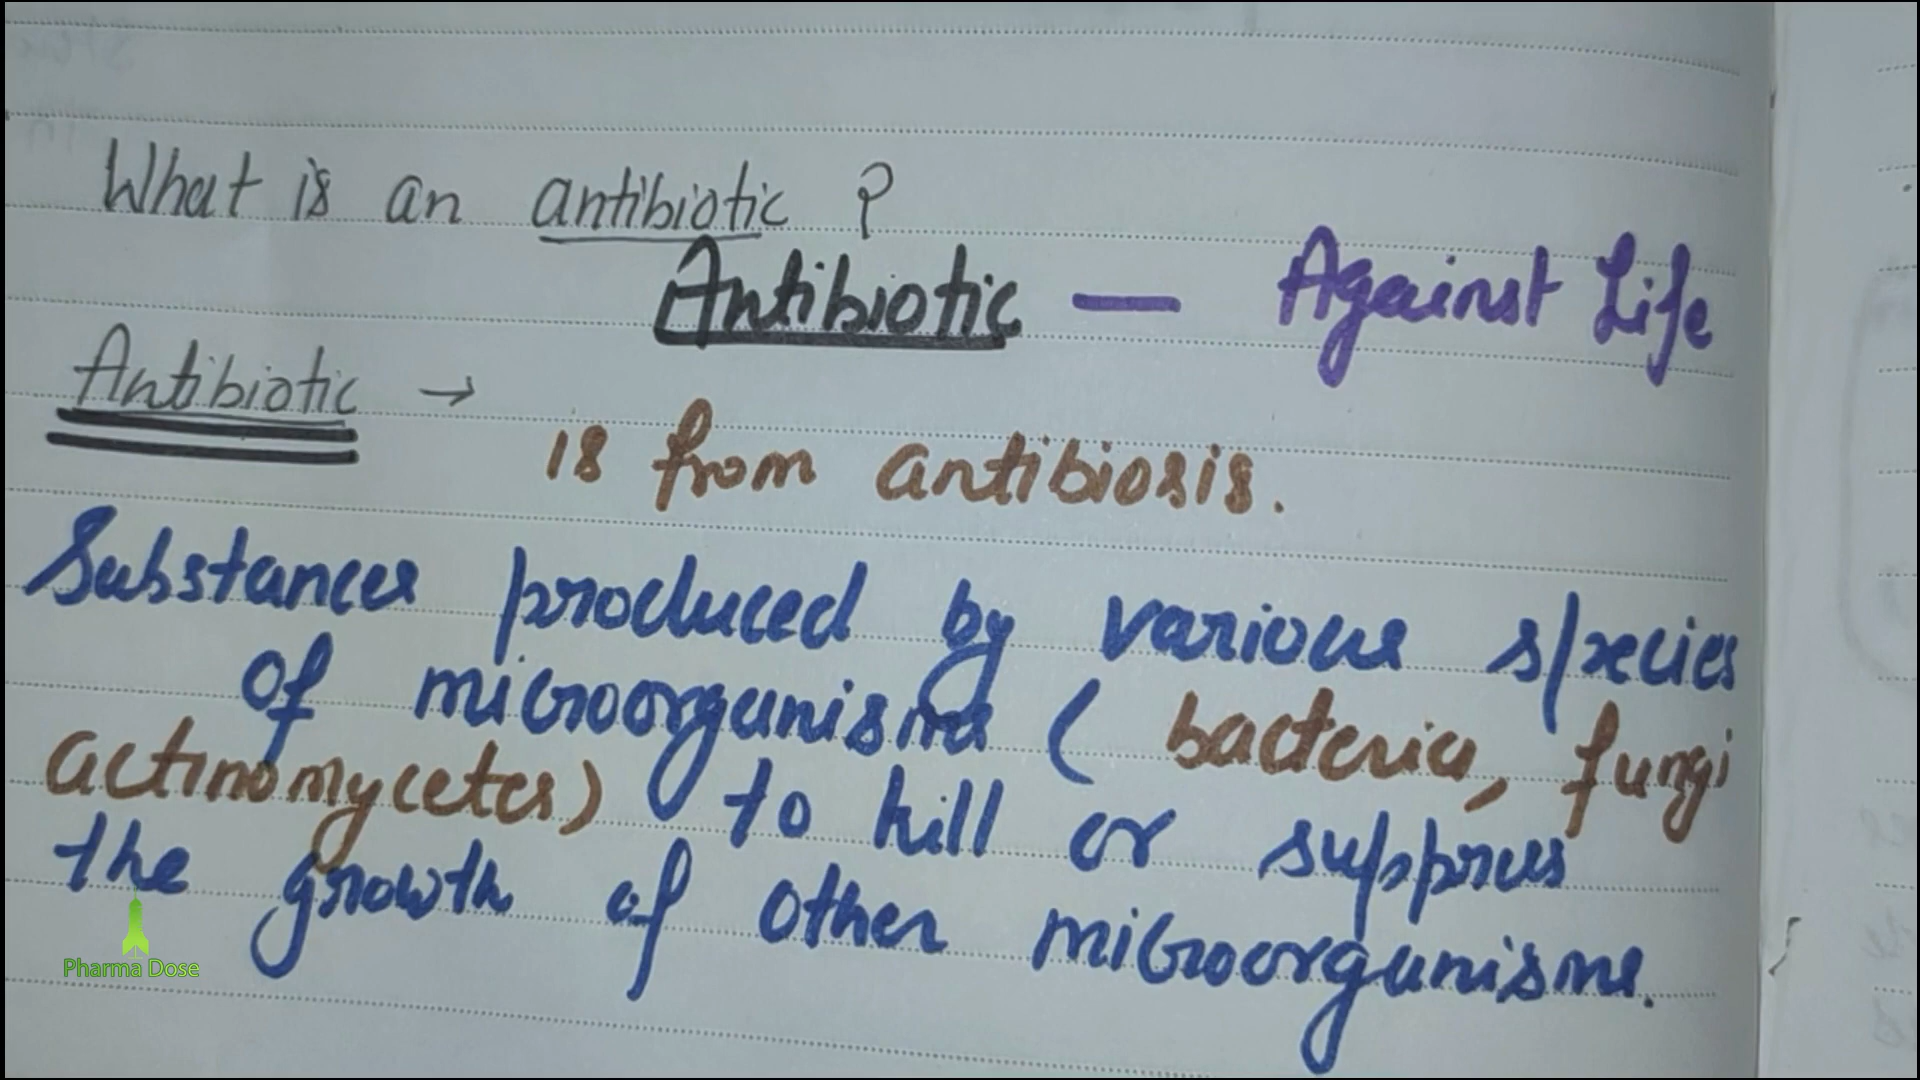 What is an antibiotic ?
Antibiotic — Against Life
Antibiotic →
is from antibiosis.
Substances produced by various species
of microorganisms ( bacteria, fungi
actinomycetes) to kill or suppress
the growth of other microorganisms.
Pharma Dose